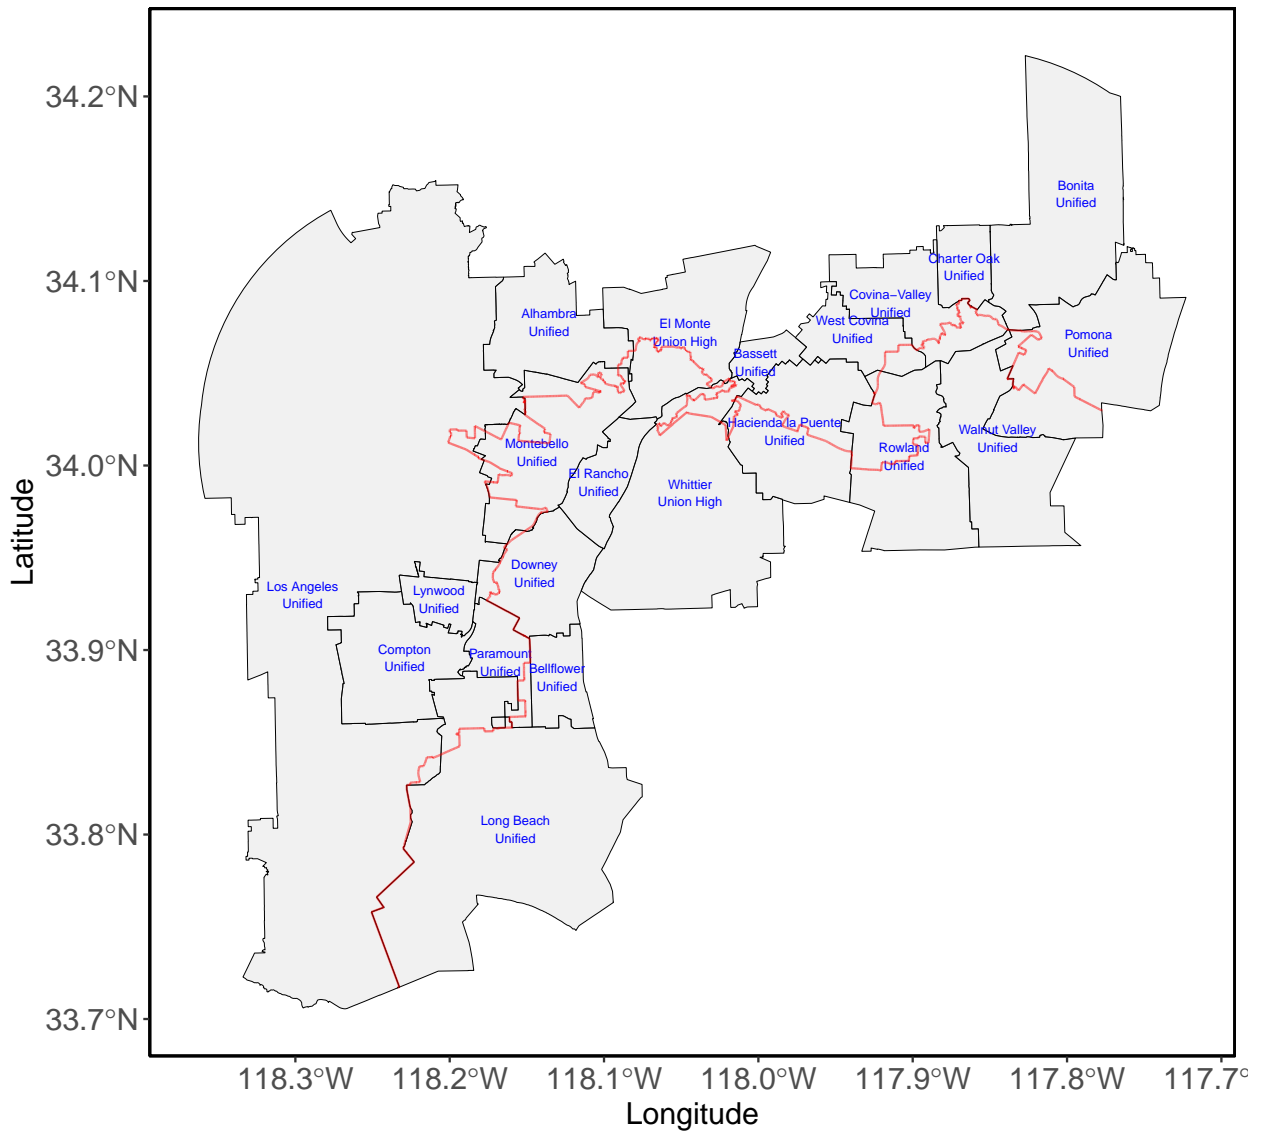 34.2°N
34.1°N
34.0°N
33.9°N
33.8°N
33.7°N
Latitude
Bonita
Unified
Charter Oak
Unified
Covina−Valley
Unified
West Covina
Unified
Alhambra
Unified
El Monte
Union High
Pomona
Unified
Bassett
Unified
Hacienda la Puente
Unified
Walnut Valley
Unified
Rowland
Unified
Montebello
Unified
El Rancho
Unified
Whittier
Union High
Downey
Unified
Los Angeles
Unified
Lynwood
Unified
Compton
Unified
Paramount
Unified
Bellflower
Unified
Long Beach
Unified
118.3°W
118.2°W
118.1°W
118.0°W
117.9°W
117.8°W
117.7°
Longitude